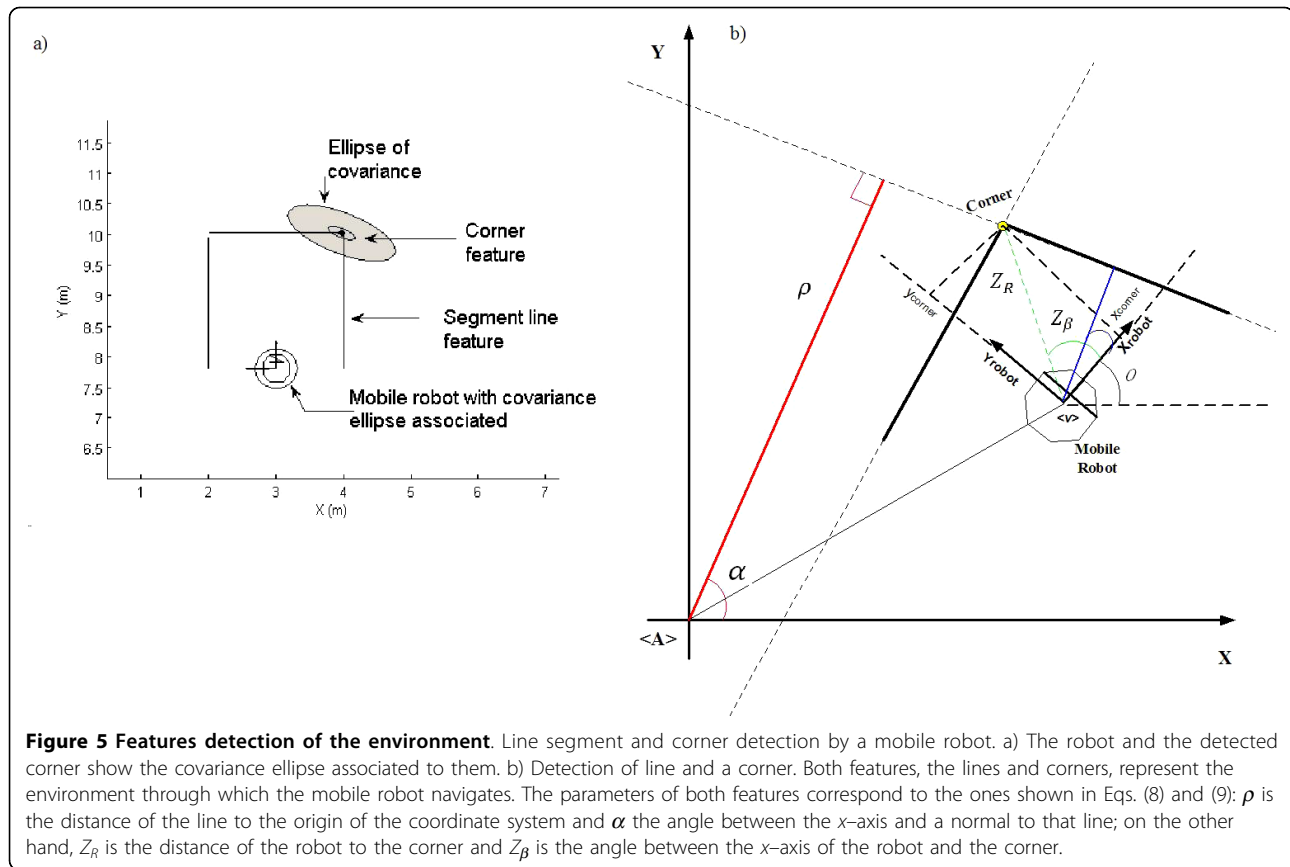 a)
Ellipse of
covariance
Corner
feature
Segment line
feature
Mobile robot with covariance
ellipse associated
11.5
11
10.5
10
9.5
9
8.5
8
7.5
7
6.5
Y (m)
1 2 3 4 5 6 7
X (m)
b)
Y
Corner
ρ
Z_R
Z_β
y_corner
x_corner
X_robot
Y_robot
O
<v>
Mobile
Robot
α
<A>
X
Figure 5 Features detection of the environment. Line segment and corner detection by a mobile robot. a) The robot and the detected
corner show the covariance ellipse associated to them. b) Detection of line and a corner. Both features, the lines and corners, represent the
environment through which the mobile robot navigates. The parameters of both features correspond to the ones shown in Eqs. (8) and (9): ρ is
the distance of the line to the origin of the coordinate system and α the angle between the x–axis and a normal to that line; on the other
hand, Z_R is the distance of the robot to the corner and Z_β is the angle between the x–axis of the robot and the corner.